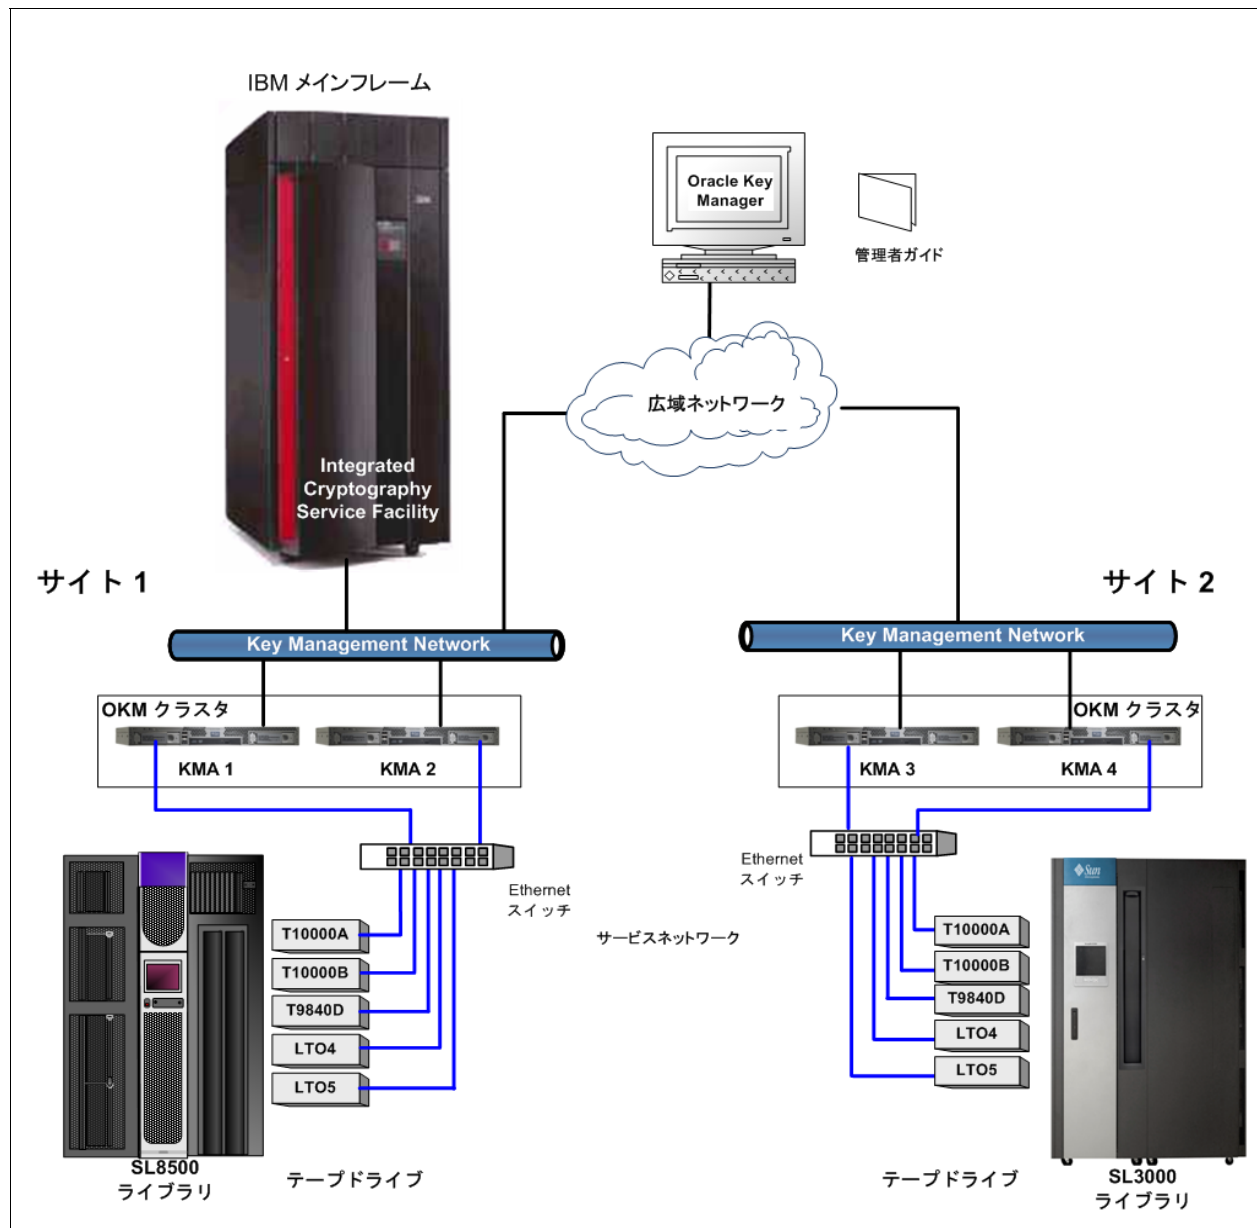 IBM メインフレーム
Oracle Key
Manager
管理者ガイド
広域ネットワーク
Integrated
Cryptography
Service Facility
サイト 1
サイト 2
Key Management Network
Key Management Network
OKM クラスタ
KMA 1
KMA 2
OKM クラスタ
KMA 3
KMA 4
Ethernet
スイッチ
Ethernet
スイッチ
サービスネットワーク
T10000A
T10000B
T9840D
LTO4
LTO5
T10000A
T10000B
T9840D
LTO4
LTO5
Sun
SL8500
ライブラリ
テープドライブ
テープドライブ
SL3000
ライブラリ